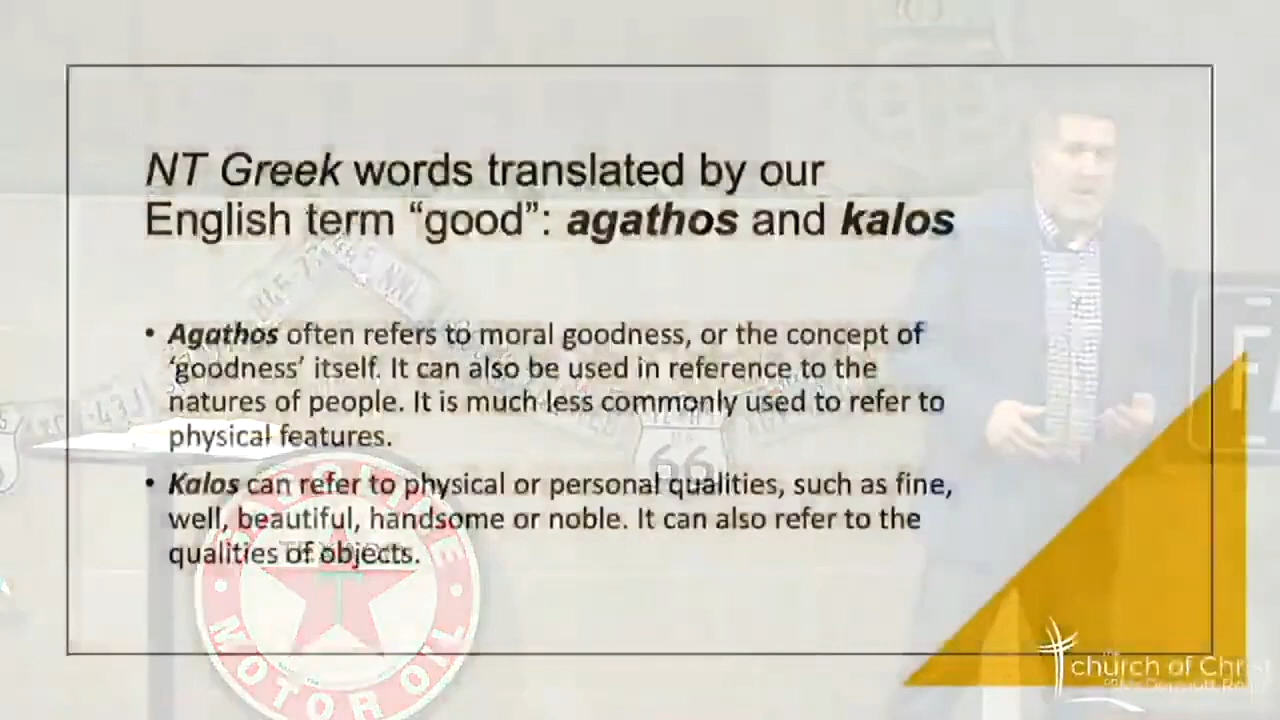 NT Greek words translated by our
English term “good”: agathos and kalos
• Agathos often refers to moral goodness, or the concept of
‘goodness’ itself. It can also be used in reference to the
natures of people. It is much less commonly used to refer to
physical features.
• Kalos can refer to physical or personal qualities, such as fine,
well, beautiful, handsome or noble. It can also refer to the
qualities of objects.
66
GASOLINE
TEXACO
T
MOTOR OIL
the
church of Christ